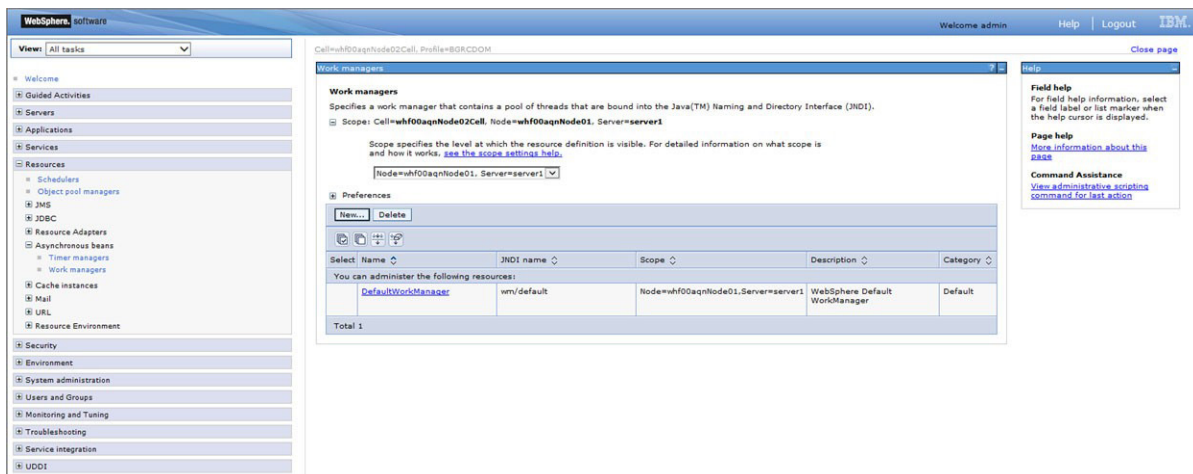 WebSphere. software
Welcome admin
Help | Logout
IBM.
View: All tasks
Welcome
Guided Activities
Servers
Applications
Services
Resources
Schedulers
Object pool managers
JMS
JDBC
Resource Adapters
Asynchronous beans
Timer managers
Work managers
Cache instances
Mail
URL
Resource Environment
Security
Environment
System administration
Users and Groups
Monitoring and Tuning
Troubleshooting
Service integration
UDDI
Cell=whf00aqnNode02Cell, Profile=BGRCDOM
Close page
Work managers
? -
Work managers
Specifies a work manager that contains a pool of threads that are bound into the Java(TM) Naming and Directory Interface (JNDI).
Scope: Cell=whf00aqnNode02Cell, Node=whf00aqnNode01, Server=server1
Scope specifies the level at which the resource definition is visible. For detailed information on what scope is
and how it works, see the scope settings help.
Node=whf00aqnNode01, Server=server1
Preferences
New... Delete
Select Name JNDI name Scope Description Category
You can administer the following resources:
DefaultWorkManager wm/default Node=whf00aqnNode01,Server=server1 WebSphere Default Default
WorkManager
Total 1
Help
Field help
For field help information, select
a field label or list marker when
the help cursor is displayed.
Page help
More information about this
page
Command Assistance
View administrative scripting
command for last action